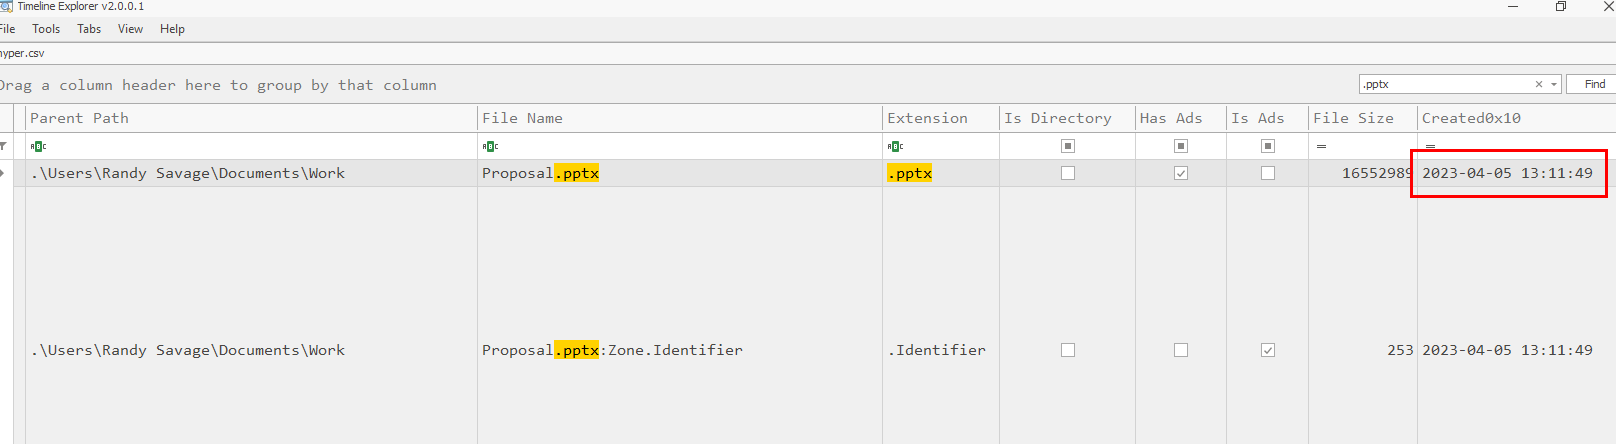 Timeline Explorer v2.0.0.1
File Tools Tabs View Help
hyper.csv
Drag a column header here to group by that column
.pptx Find
Parent Path File Name Extension Is Directory Has Ads Is Ads File Size Created0x10
.\Users\Randy Savage\Documents\Work Proposal.pptx .pptx 16552989 2023-04-05 13:11:49
.\Users\Randy Savage\Documents\Work Proposal.pptx:Zone.Identifier .Identifier 253 2023-04-05 13:11:49